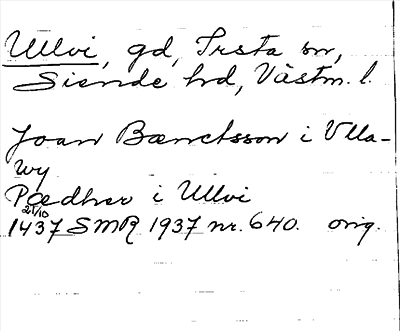 Ullvi, gd, Irsta sn,
Siende hd, Västm. l.
Joan Bænctsson i Vlla-
wy
Pædher i Ullvi
21/10
1437 SMR 1937 nr. 640. orig.